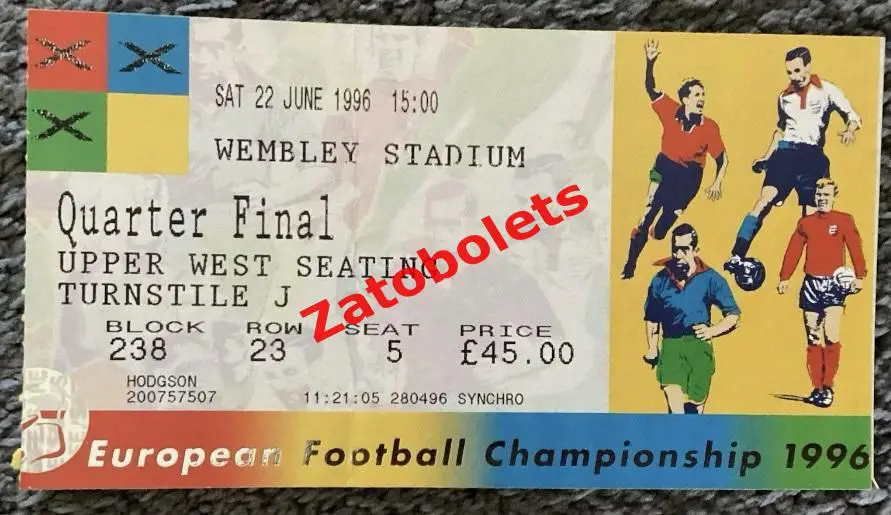 SAT 22 JUNE 1996 15:00
WEMBLEY STADIUM
Quarter Final
UPPER WEST SEATING
TURNSTILE J
BLOCK ROW SEAT PRICE
238 23 5 £45.00
HODGSON
200757507 11:21:05 280496 SYNCHRO
European Football Championship 1996
Zatobolets